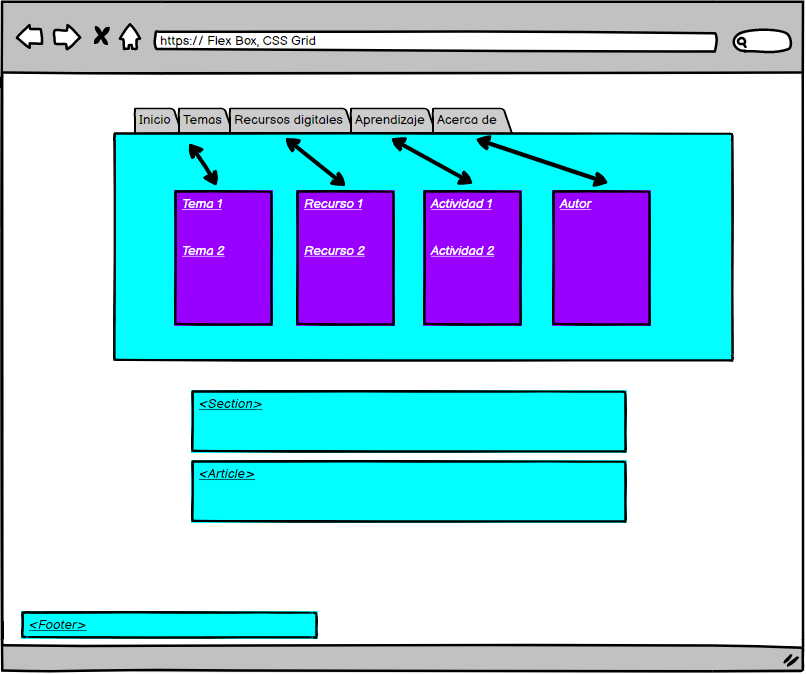 https:// Flex Box, CSS Grid
Inicio Temas Recursos digitales Aprendizaje Acerca de
Tema 1 Recurso 1 Actividad 1 Autor
Tema 2 Recurso 2 Actividad 2
<Section>
<Article>
<Footer>